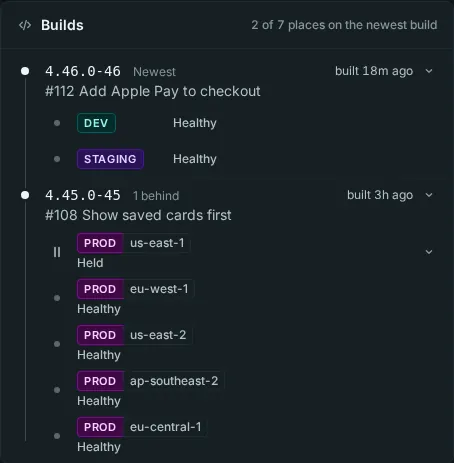 Builds 2 of 7 places on the newest build
4.46.0-46 Newest built 18m ago
#112 Add Apple Pay to checkout
DEV Healthy
STAGING Healthy
4.45.0-45 1 behind built 3h ago
#108 Show saved cards first
PROD us-east-1
Held
PROD eu-west-1
Healthy
PROD us-east-2
Healthy
PROD ap-southeast-2
Healthy
PROD eu-central-1
Healthy